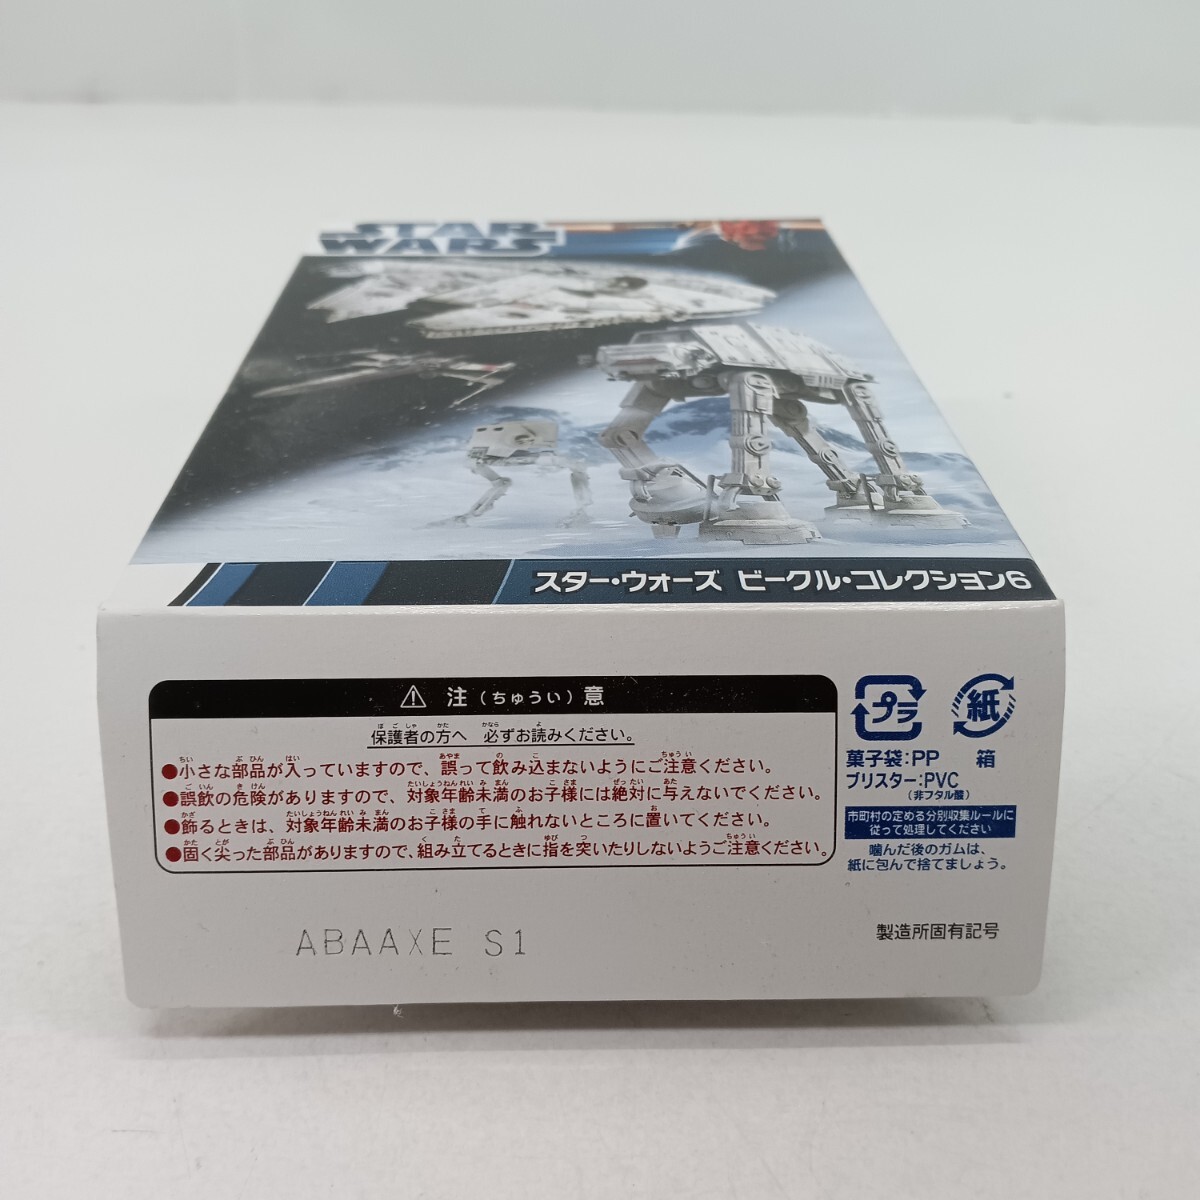 STAR
WARS
スター・ウォーズ ビークル・コレクション6
⚠ 注(ちゅうい)意
保護者の方へ 必ずお読みください。
●小さな部品が入っていますので、誤って飲み込まないようにご注意ください。
●誤飲の危険がありますので、対象年齢未満のお子様には絶対に与えないでください。
●飾るときは、対象年齢未満のお子様の手に触れないところに置いてください。
●固く尖った部品がありますので、組み立てるときに指を突いたりしないようご注意ください。
プラ
紙
菓子袋:PP
箱
ブリスター:PVC
(非フタル酸)
市町村の定める分別収集ルールに
従って処理してください
噛んだ後のガムは、
紙に包んで捨てましょう。
製造所固有記号
ABAAXE S1